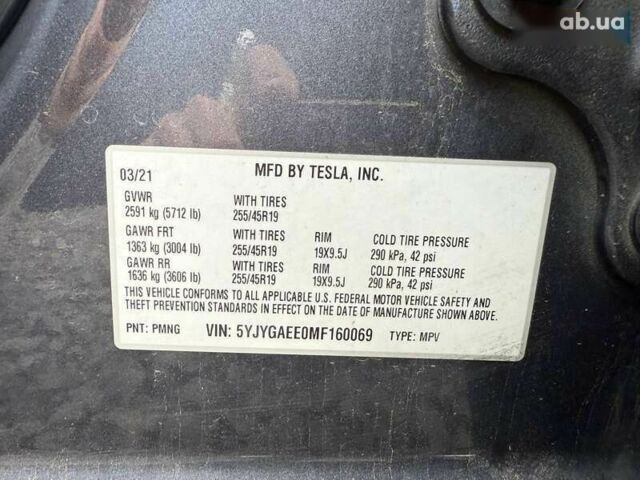 ab.ua
03/21 MFD BY TESLA, INC.
GVWR WITH TIRES
2591 kg (5712 lb) 255/45R19
GAWR FRT WITH TIRES RIM COLD TIRE PRESSURE
1363 kg (3004 lb) 255/45R19 19X9.5J 290 kPa, 42 psi
GAWR RR WITH TIRES RIM COLD TIRE PRESSURE
1636 kg (3606 lb) 255/45R19 19X9.5J 290 kPa, 42 psi
THIS VEHICLE CONFORMS TO ALL APPLICABLE U.S. FEDERAL MOTOR VEHICLE SAFETY AND
THEFT PREVENTION STANDARDS IN EFFECT ON THE DATE OF MANUFACTURE SHOWN ABOVE.
PNT: PMNG VIN: 5YJYGAEE0MF160069 TYPE: MPV